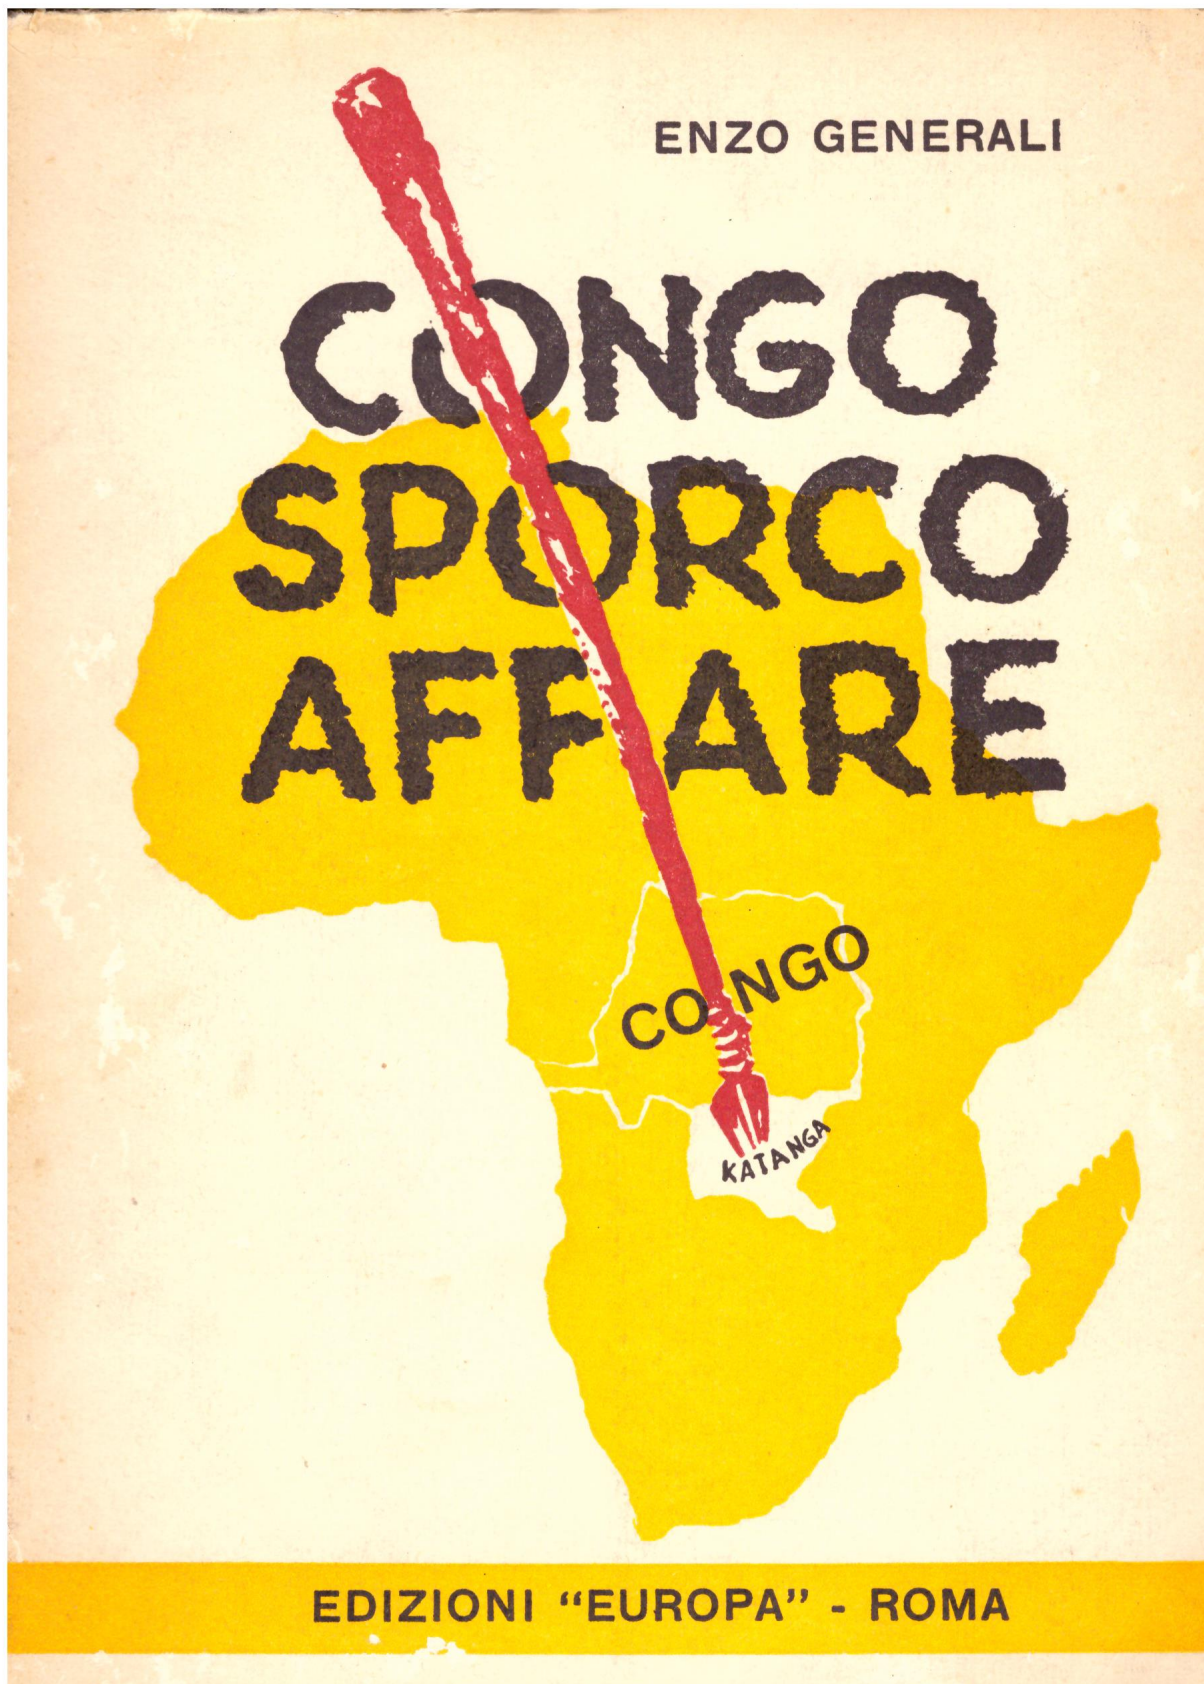 ENZO GENERALI
CONGO
SPORCO
AFFARE
CONGO
KATANGA
EDIZIONI “EUROPA” - ROMA